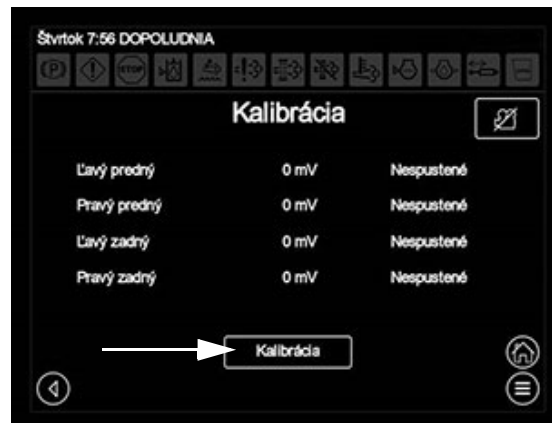 Štvrtok 7:56 DOPOLUDNIA
(P) STOP
Kalibrácia
Ľavý predný 0 mV Nespustené
Pravý predný 0 mV Nespustené
Ľavý zadný 0 mV Nespustené
Pravý zadný 0 mV Nespustené
Kalibrácia